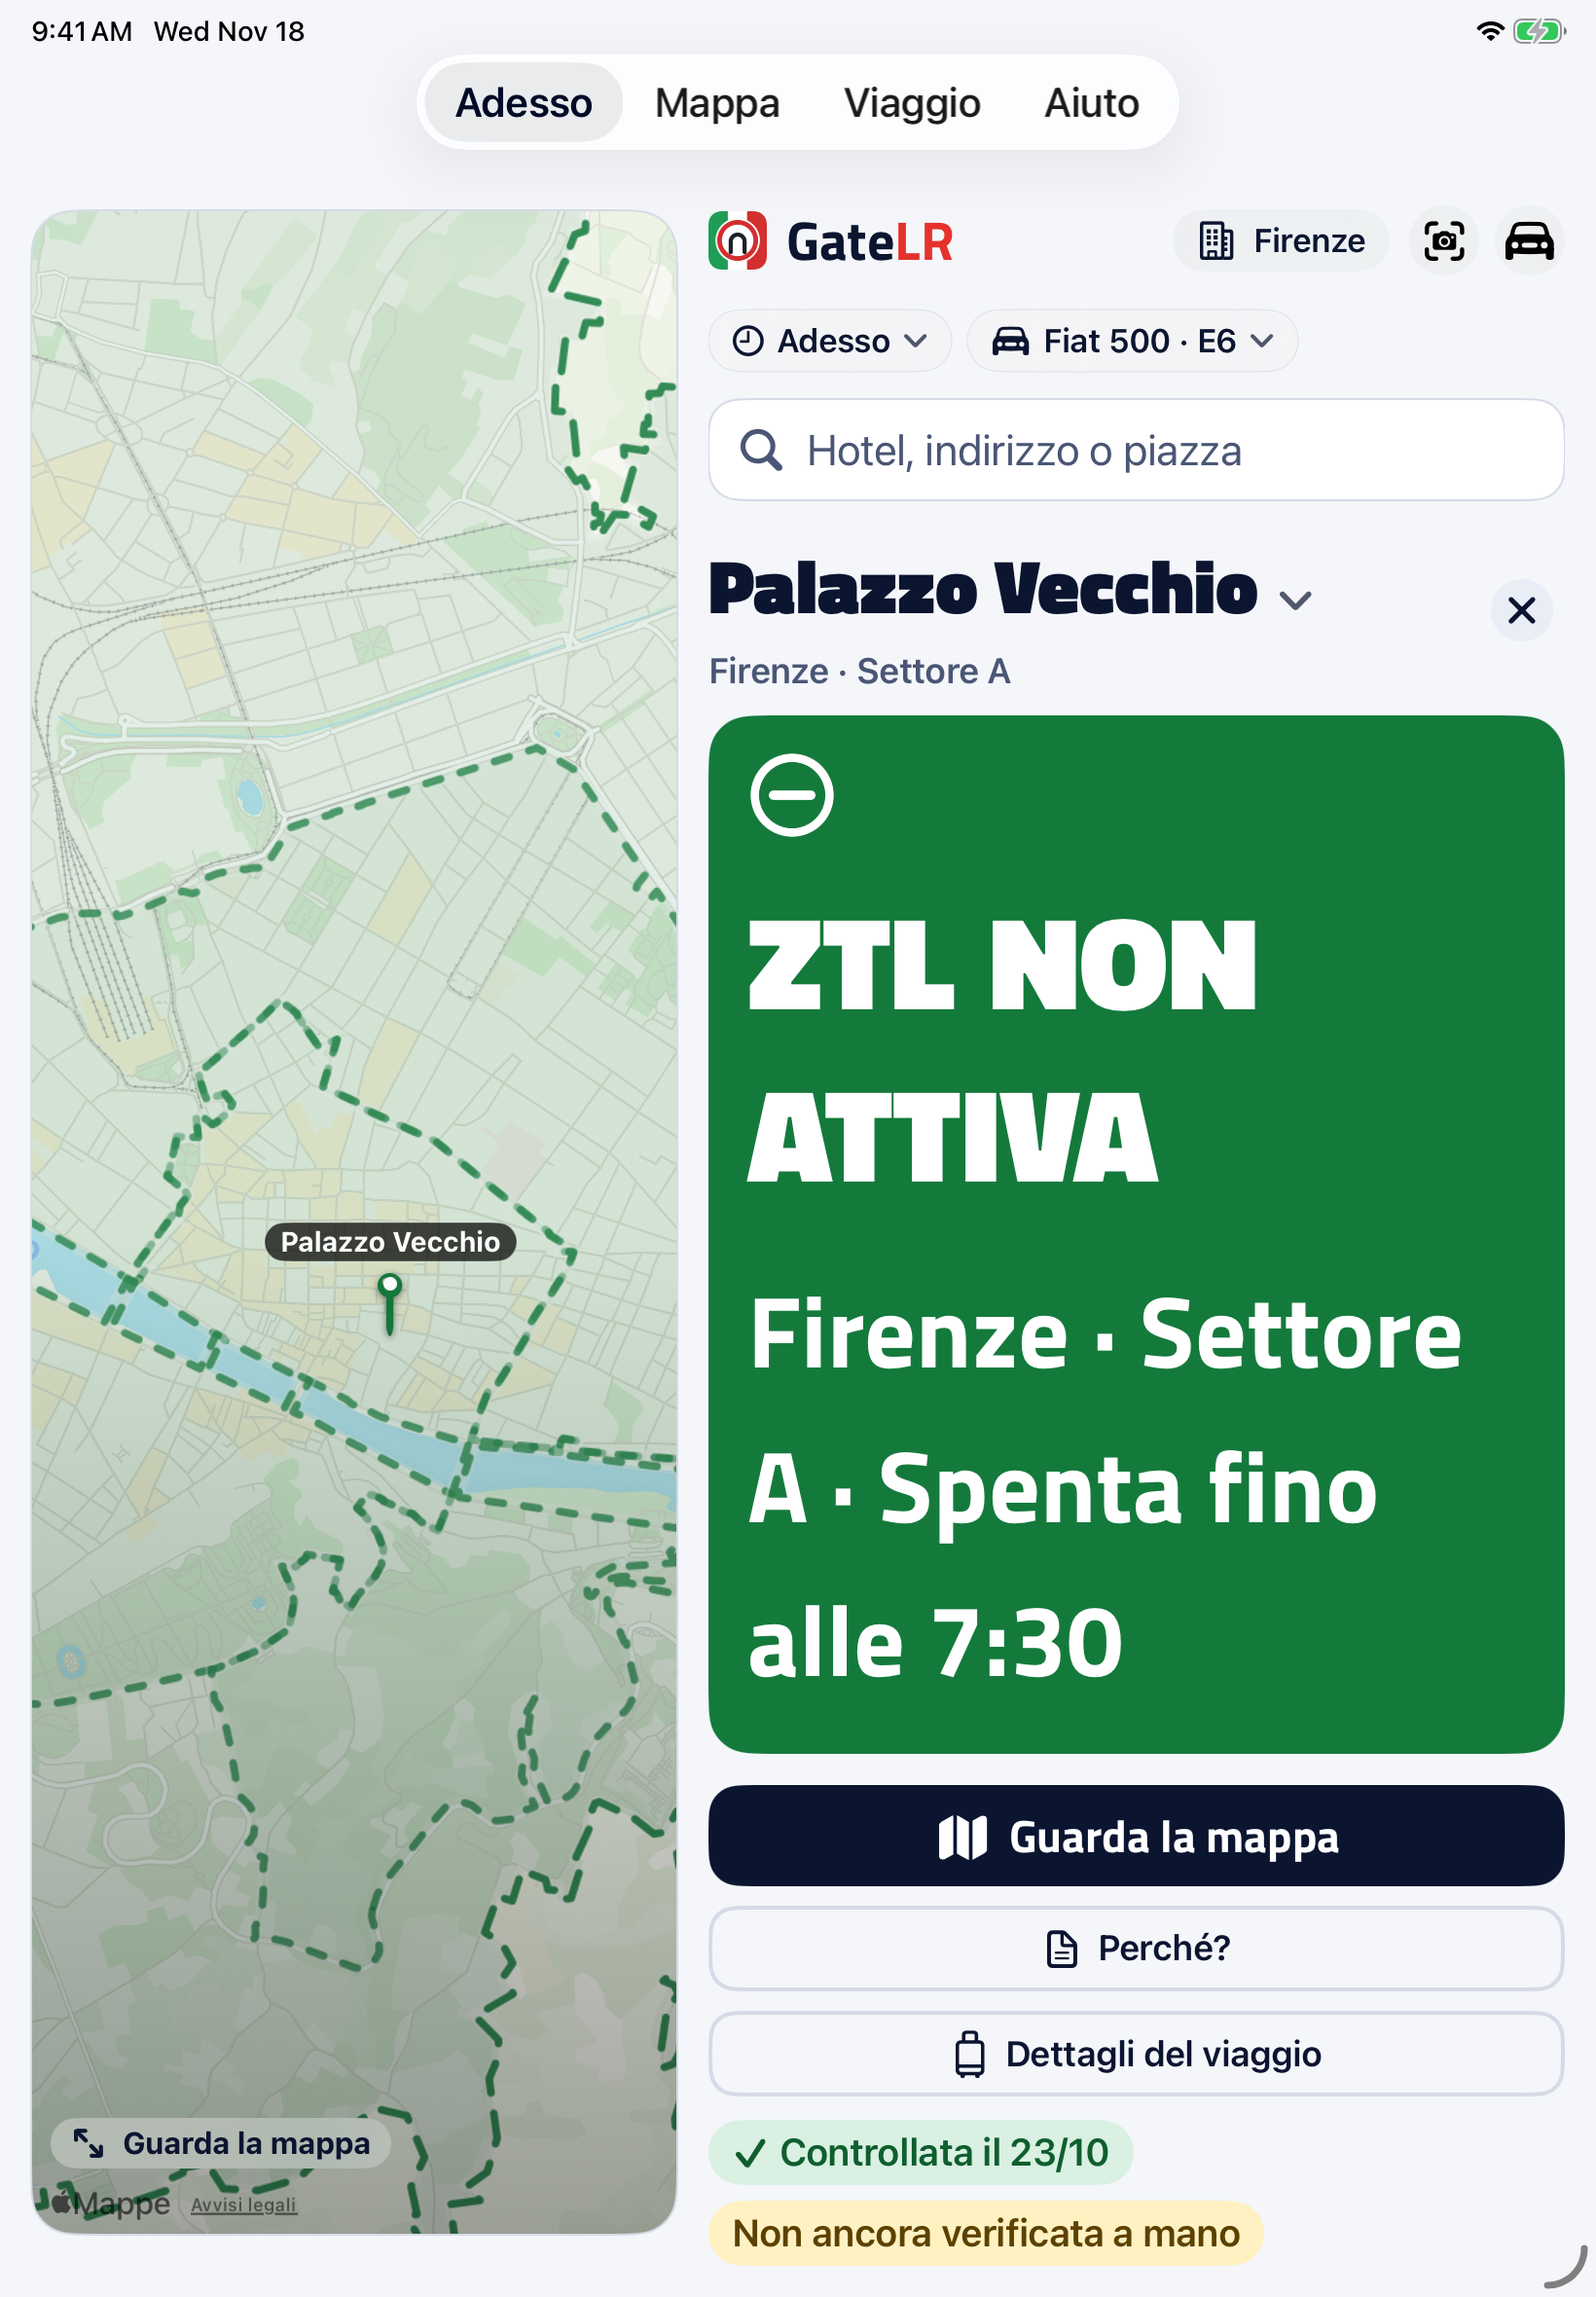 9:41 AM Wed Nov 18
Adesso Mappa Viaggio Aiuto
GateLR
Firenze
Adesso
Fiat 500 · E6
Hotel, indirizzo o piazza
Palazzo Vecchio
Firenze · Settore A
ZTL NON
ATTIVA
Firenze · Settore
A · Spenta fino
alle 7:30
Guarda la mappa
Perché?
Dettagli del viaggio
Controllata il 23/10
Non ancora verificata a mano
Palazzo Vecchio
Guarda la mappa
Mappe Avvisi legali